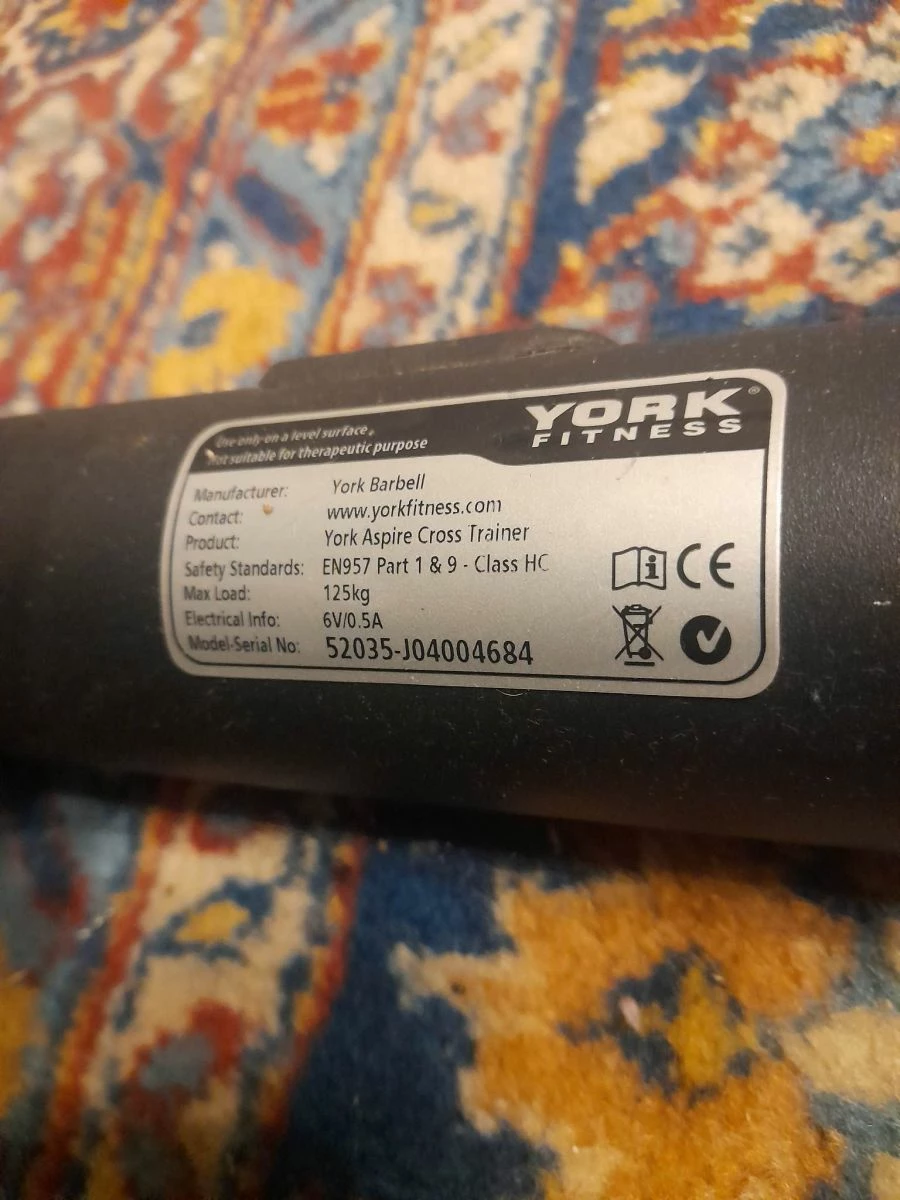 Use only on a level surface.
Not suitable for therapeutic purpose
YORK®
FITNESS
Manufacturer: York Barbell
Contact: www.yorkfitness.com
Product: York Aspire Cross Trainer
Safety Standards: EN957 Part 1 & 9 - Class HC
Max Load: 125kg
Electrical Info: 6V/0.5A
Model-Serial No: 52035-J04004684
i
CE